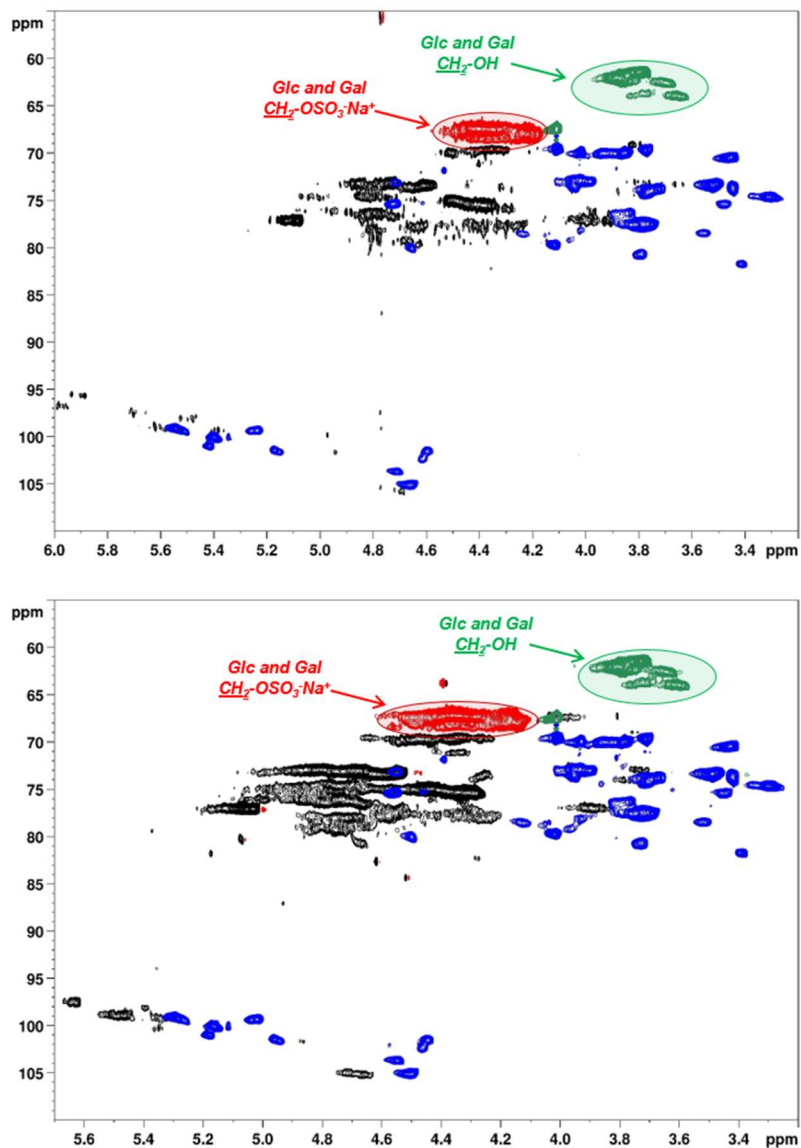 ppm
Glc and Gal
CH2-OH
Glc and Gal
CH2-OSO3-Na+
60
65
70
75
80
85
90
95
100
105
6.0 5.8 5.6 5.4 5.2 5.0 4.8 4.6 4.4 4.2 4.0 3.8 3.6 3.4 ppm
ppm
Glc and Gal
CH2-OH
Glc and Gal
CH2-OSO3-Na+
60
65
70
75
80
85
90
95
100
105
5.6 5.4 5.2 5.0 4.8 4.6 4.4 4.2 4.0 3.8 3.6 3.4 ppm